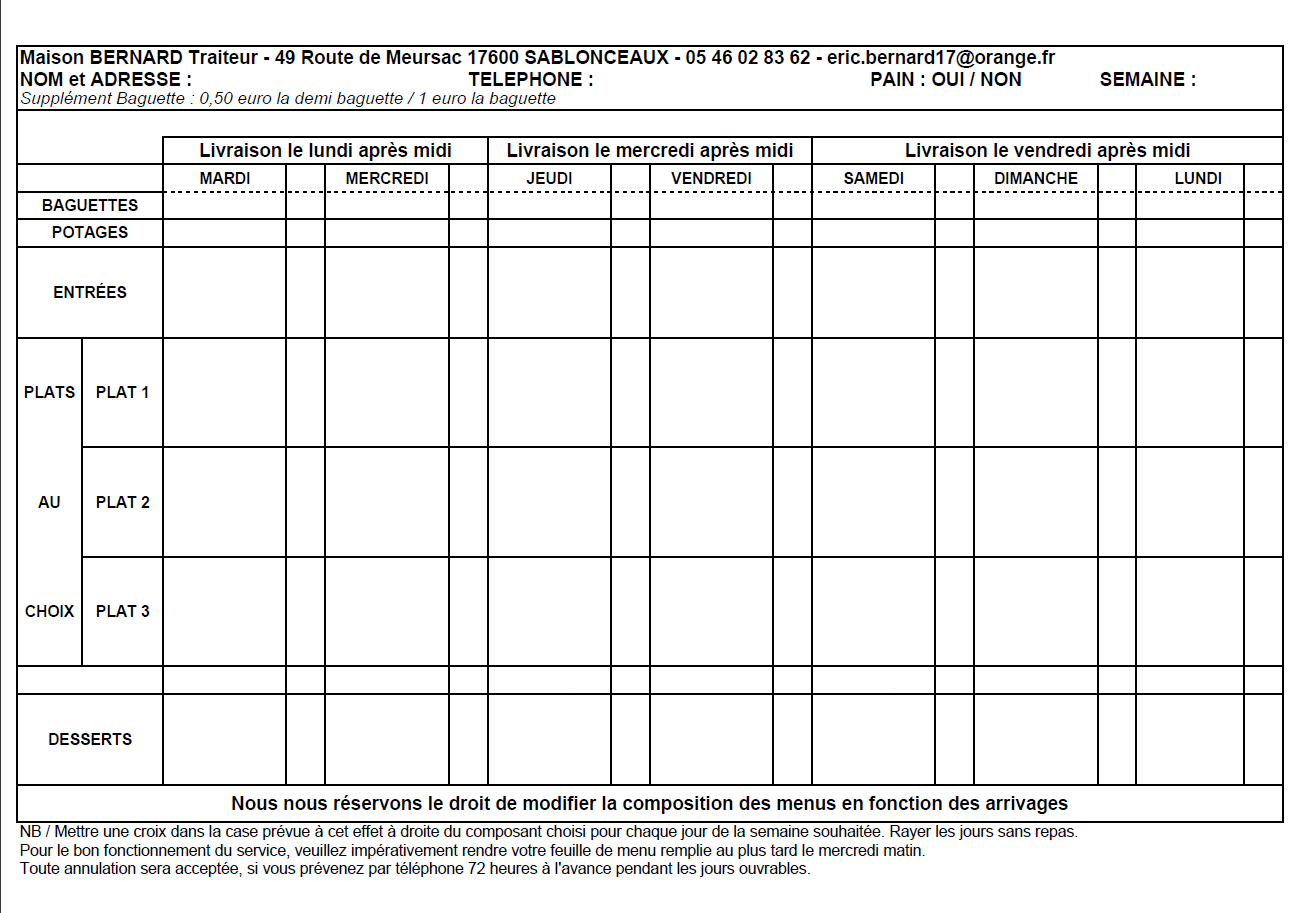 Maison BERNARD Traiteur - 49 Route de Meursac 17600 SABLONCEAUX - 05 46 02 83 62 - eric.bernard17@orange.fr
NOM et ADRESSE : TELEPHONE : PAIN : OUI / NON SEMAINE :
Supplément Baguette : 0,50 euro la demi baguette / 1 euro la baguette
Livraison le lundi après midi Livraison le mercredi après midi Livraison le vendredi après midi
MARDI MERCREDI JEUDI VENDREDI SAMEDI DIMANCHE LUNDI
BAGUETTES
POTAGES
ENTRÉES
PLATS PLAT 1
AU PLAT 2
CHOIX PLAT 3
DESSERTS
Nous nous réservons le droit de modifier la composition des menus en fonction des arrivages
NB / Mettre une croix dans la case prévue à cet effet à droite du composant choisi pour chaque jour de la semaine souhaitée. Rayer les jours sans repas.
Pour le bon fonctionnement du service, veuillez impérativement rendre votre feuille de menu remplie au plus tard le mercredi matin.
Toute annulation sera acceptée, si vous prévenez par téléphone 72 heures à l'avance pendant les jours ouvrables.